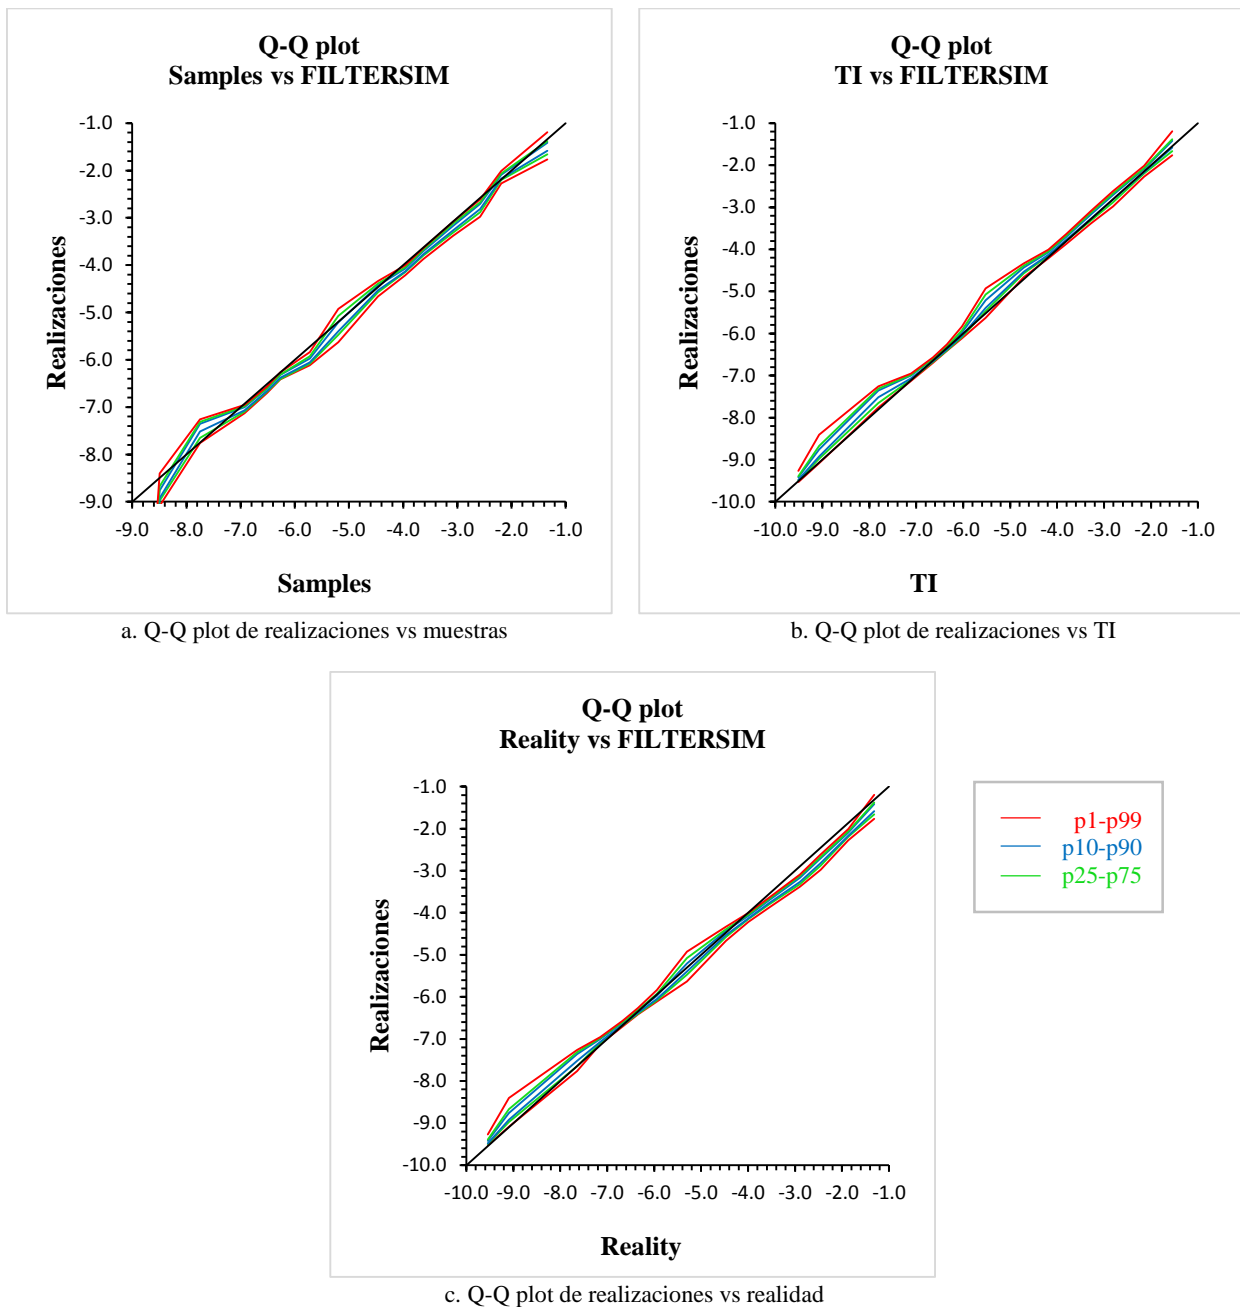 Q-Q plot
Samples vs FILTERSIM
-1.0
-2.0
-3.0
-4.0
-5.0
-6.0
-7.0
-8.0
-9.0
Realizaciones
-9.0 -8.0 -7.0 -6.0 -5.0 -4.0 -3.0 -2.0 -1.0
Samples
a. Q-Q plot de realizaciones vs muestras
Q-Q plot
TI vs FILTERSIM
-1.0
-2.0
-3.0
-4.0
-5.0
-6.0
-7.0
-8.0
-9.0
-10.0
Realizaciones
-10.0 -9.0 -8.0 -7.0 -6.0 -5.0 -4.0 -3.0 -2.0 -1.0
TI
b. Q-Q plot de realizaciones vs TI
Q-Q plot
Reality vs FILTERSIM
-1.0
-2.0
-3.0
-4.0
-5.0
-6.0
-7.0
-8.0
-9.0
-10.0
Realizaciones
-10.0 -9.0 -8.0 -7.0 -6.0 -5.0 -4.0 -3.0 -2.0 -1.0
Reality
p1-p99
p10-p90
p25-p75
c. Q-Q plot de realizaciones vs realidad